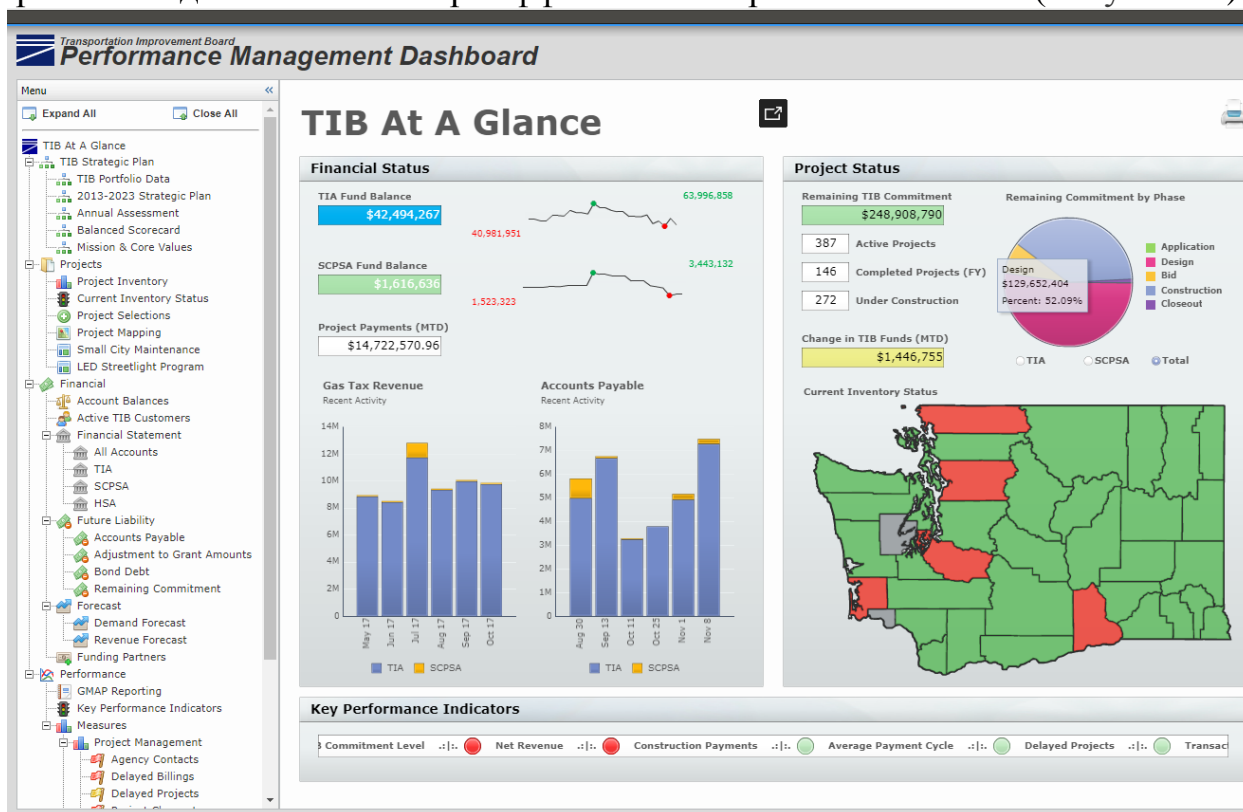 Transportation Improvement Board
Performance Management Dashboard
Menu
Expand All
Close All
TIB At A Glance
TIB Strategic Plan
TIB Portfolio Data
2013-2023 Strategic Plan
Annual Assessment
Balanced Scorecard
Mission & Core Values
Projects
Project Inventory
Current Inventory Status
Project Selections
Project Mapping
Small City Maintenance
LED Streetlight Program
Financial
Account Balances
Active TIB Customers
Financial Statement
All Accounts
TIA
SCPSA
HSA
Future Liability
Accounts Payable
Adjustment to Grant Amounts
Bond Debt
Remaining Commitment
Forecast
Demand Forecast
Revenue Forecast
Funding Partners
Performance
GMAP Reporting
Key Performance Indicators
Measures
Project Management
Agency Contacts
Delayed Billings
Delayed Projects
TIB At A Glance
Financial Status
TIA Fund Balance
$42,494,267
63,996,858
40,981,951
SCPSA Fund Balance
$1,616,636
3,443,132
1,523,323
Project Payments (MTD)
$14,722,570.96
Gas Tax Revenue
Recent Activity
14M
12M
10M
8M
6M
4M
2M
0
May 17
Jun 17
Jul 17
Aug 17
Sep 17
Oct 17
TIA
SCPSA
Accounts Payable
Recent Activity
8M
7M
6M
5M
4M
3M
2M
1M
0
Aug 30
Sep 13
Oct 11
Oct 25
Nov 1
Nov 8
TIA
SCPSA
Project Status
Remaining TIB Commitment
$248,908,790
387 Active Projects
146 Completed Projects (FY)
272 Under Construction
Change in TIB Funds (MTD)
$1,446,755
Remaining Commitment by Phase
Design
$129,652,404
Percent: 52.09%
Application
Design
Bid
Construction
Closeout
TIA
SCPSA
Total
Current Inventory Status
Key Performance Indicators
Commitment Level .:|:. Net Revenue .:|:. Construction Payments .:|:. Average Payment Cycle .:|:. Delayed Projects .:|:. Transac